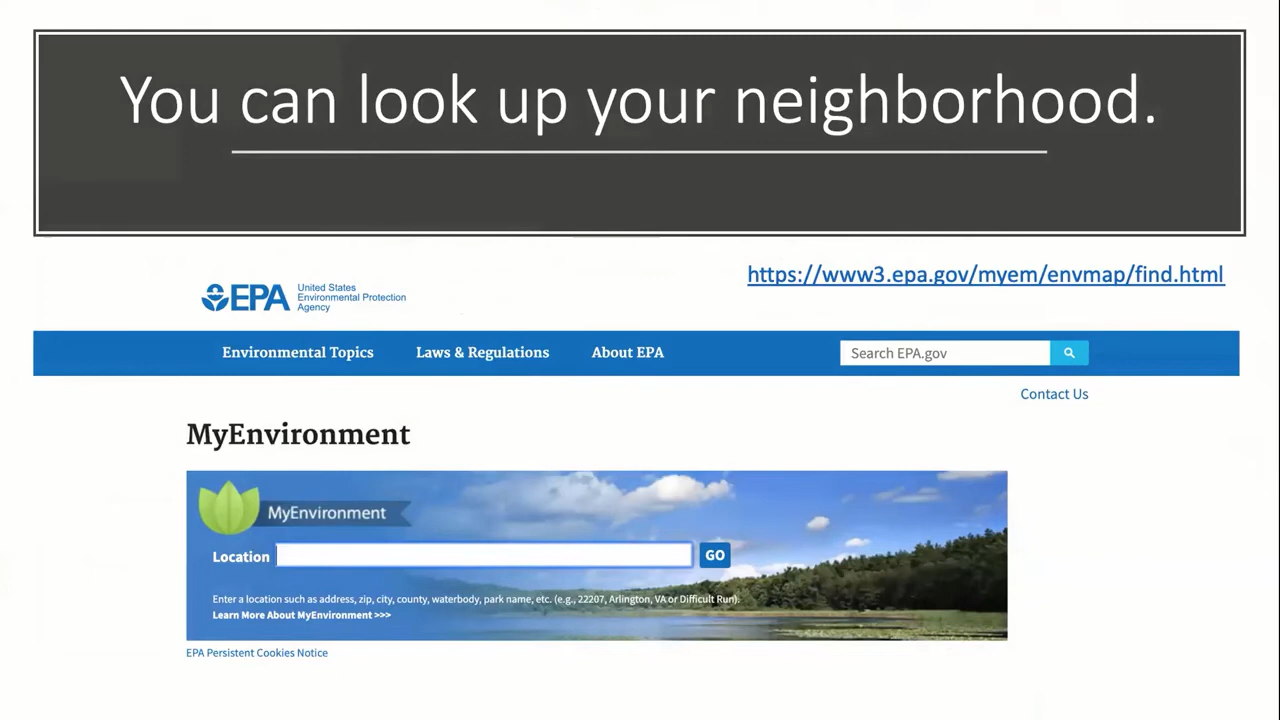 You can look up your neighborhood.
https://www3.epa.gov/myem/envmap/find.html
EPA
United States
Environmental Protection
Agency
Environmental Topics
Laws & Regulations
About EPA
Search EPA.gov
Contact Us
MyEnvironment
MyEnvironment
Location
GO
Enter a location such as address, zip, city, county, waterbody, park name, etc. (e.g., 22207, Arlington, VA or Difficult Run).
Learn More About MyEnvironment >>>
EPA Persistent Cookies Notice